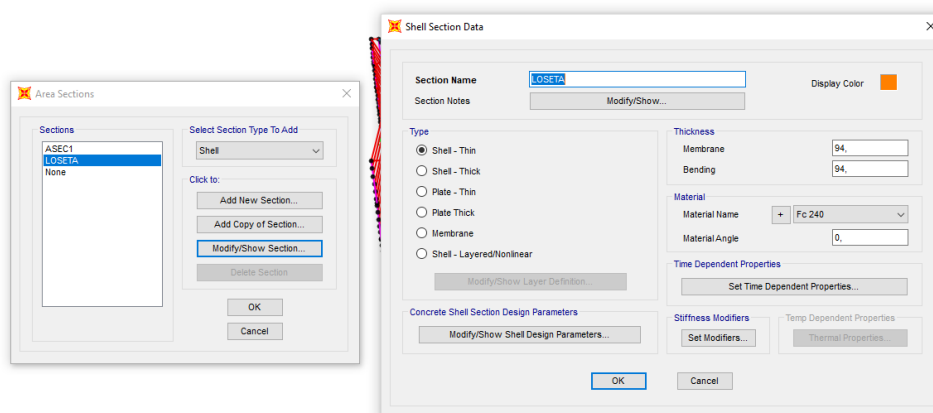 Area Sections
Sections
ASEC1
LOSETA
None
Select Section Type To Add
Shell
Click to:
Add New Section...
Add Copy of Section...
Modify/Show Section...
Delete Section
OK
Cancel
Shell Section Data
Section Name
LOSETA
Section Notes
Modify/Show...
Display Color
Type
Shell - Thin
Shell - Thick
Plate - Thin
Plate Thick
Membrane
Shell - Layered/Nonlinear
Modify/Show Layer Definition...
Thickness
Membrane
94,
Bending
94,
Material
Material Name
+
Fc 240
Material Angle
0,
Time Dependent Properties
Set Time Dependent Properties...
Concrete Shell Section Design Parameters
Modify/Show Shell Design Parameters...
Stiffness Modifiers
Set Modifiers...
Temp Dependent Properties
Thermal Properties...
OK
Cancel